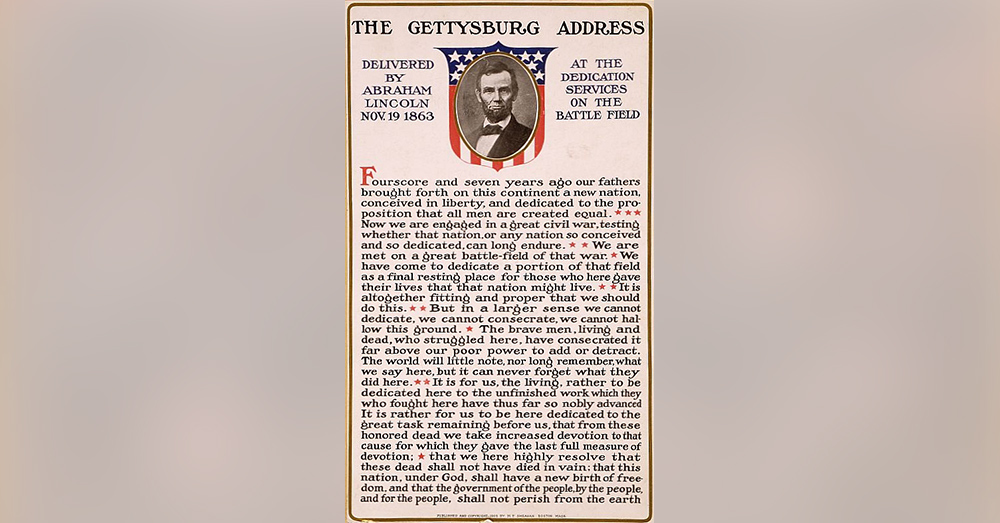 THE GETTYSBURG ADDRESS
DELIVERED
BY
ABRAHAM
LINCOLN
NOV. 19 1863
AT THE
DEDICATION
SERVICES
ON THE
BATTLE FIELD
Fourscore and seven years ago our fathers
brought forth on this continent a new nation,
conceived in liberty, and dedicated to the pro-
position that all men are created equal. ★★★
Now we are engaged in a great civil war, testing
whether that nation, or any nation so conceived
and so dedicated, can long endure. ★ ★ We are
met on a great battle-field of that war. ★ We
have come to dedicate a portion of that field
as a final resting place for those who here gave
their lives that that nation might live. ★ ★ It is
altogether fitting and proper that we should
do this. ★ ★ But in a larger sense we cannot
dedicate, we cannot consecrate, we cannot hal-
low this ground. ★ The brave men, living and
dead, who struggled here, have consecrated it
far above our poor power to add or detract.
The world will little note, nor long remember, what
we say here, but it can never forget what they
did here. ★★ It is for us, the living, rather to be
dedicated here to the unfinished work which they
who fought here have thus far so nobly advanced
It is rather for us to be here dedicated to the
great task remaining before us, that from these
honored dead we take increased devotion to that
cause for which they gave the last full measure of
devotion; ★ that we here highly resolve that
these dead shall not have died in vain: that this
nation, under God, shall have a new birth of free-
dom, and that the government of the people, by the people,
and for the people, shall not perish from the earth
PUBLISHED AND COPYRIGHT, BY M.T. SHEAHAN BOSTON MASS